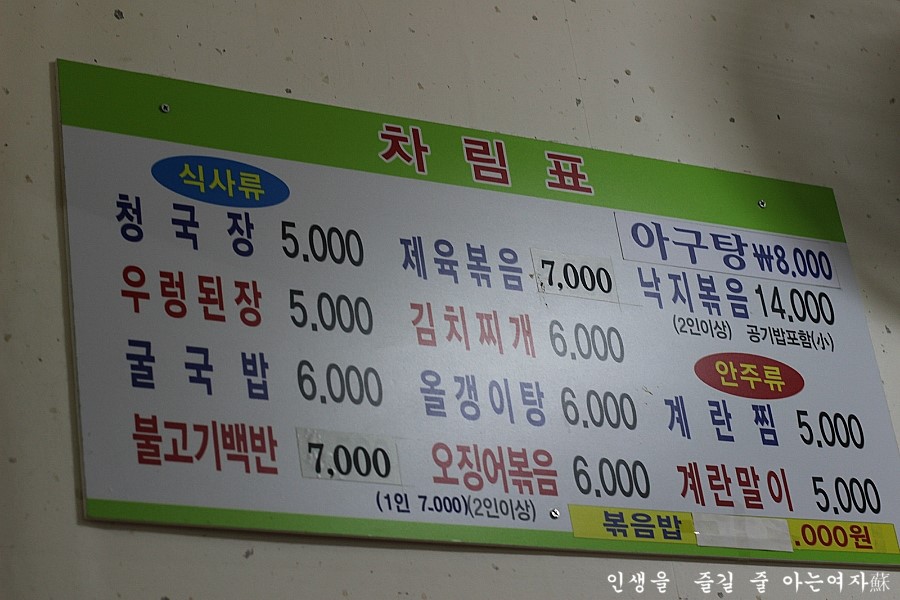 차림표
식사류
청국장 5.000
우렁된장 5.000
굴국밥 6.000
불고기백반 7,000
제육볶음 7,000
김치찌개 6.000
올갱이탕 6.000
오징어볶음 6.000
(1인 7.000)(2인이상)
아구탕 ₩8,000
낙지볶음 14,000
(2인이상) 공기밥포함(小)
안주류
계란찜 5.000
계란말이 5.000
볶음밥 .000원
인생을 즐길 줄 아는여자蘇